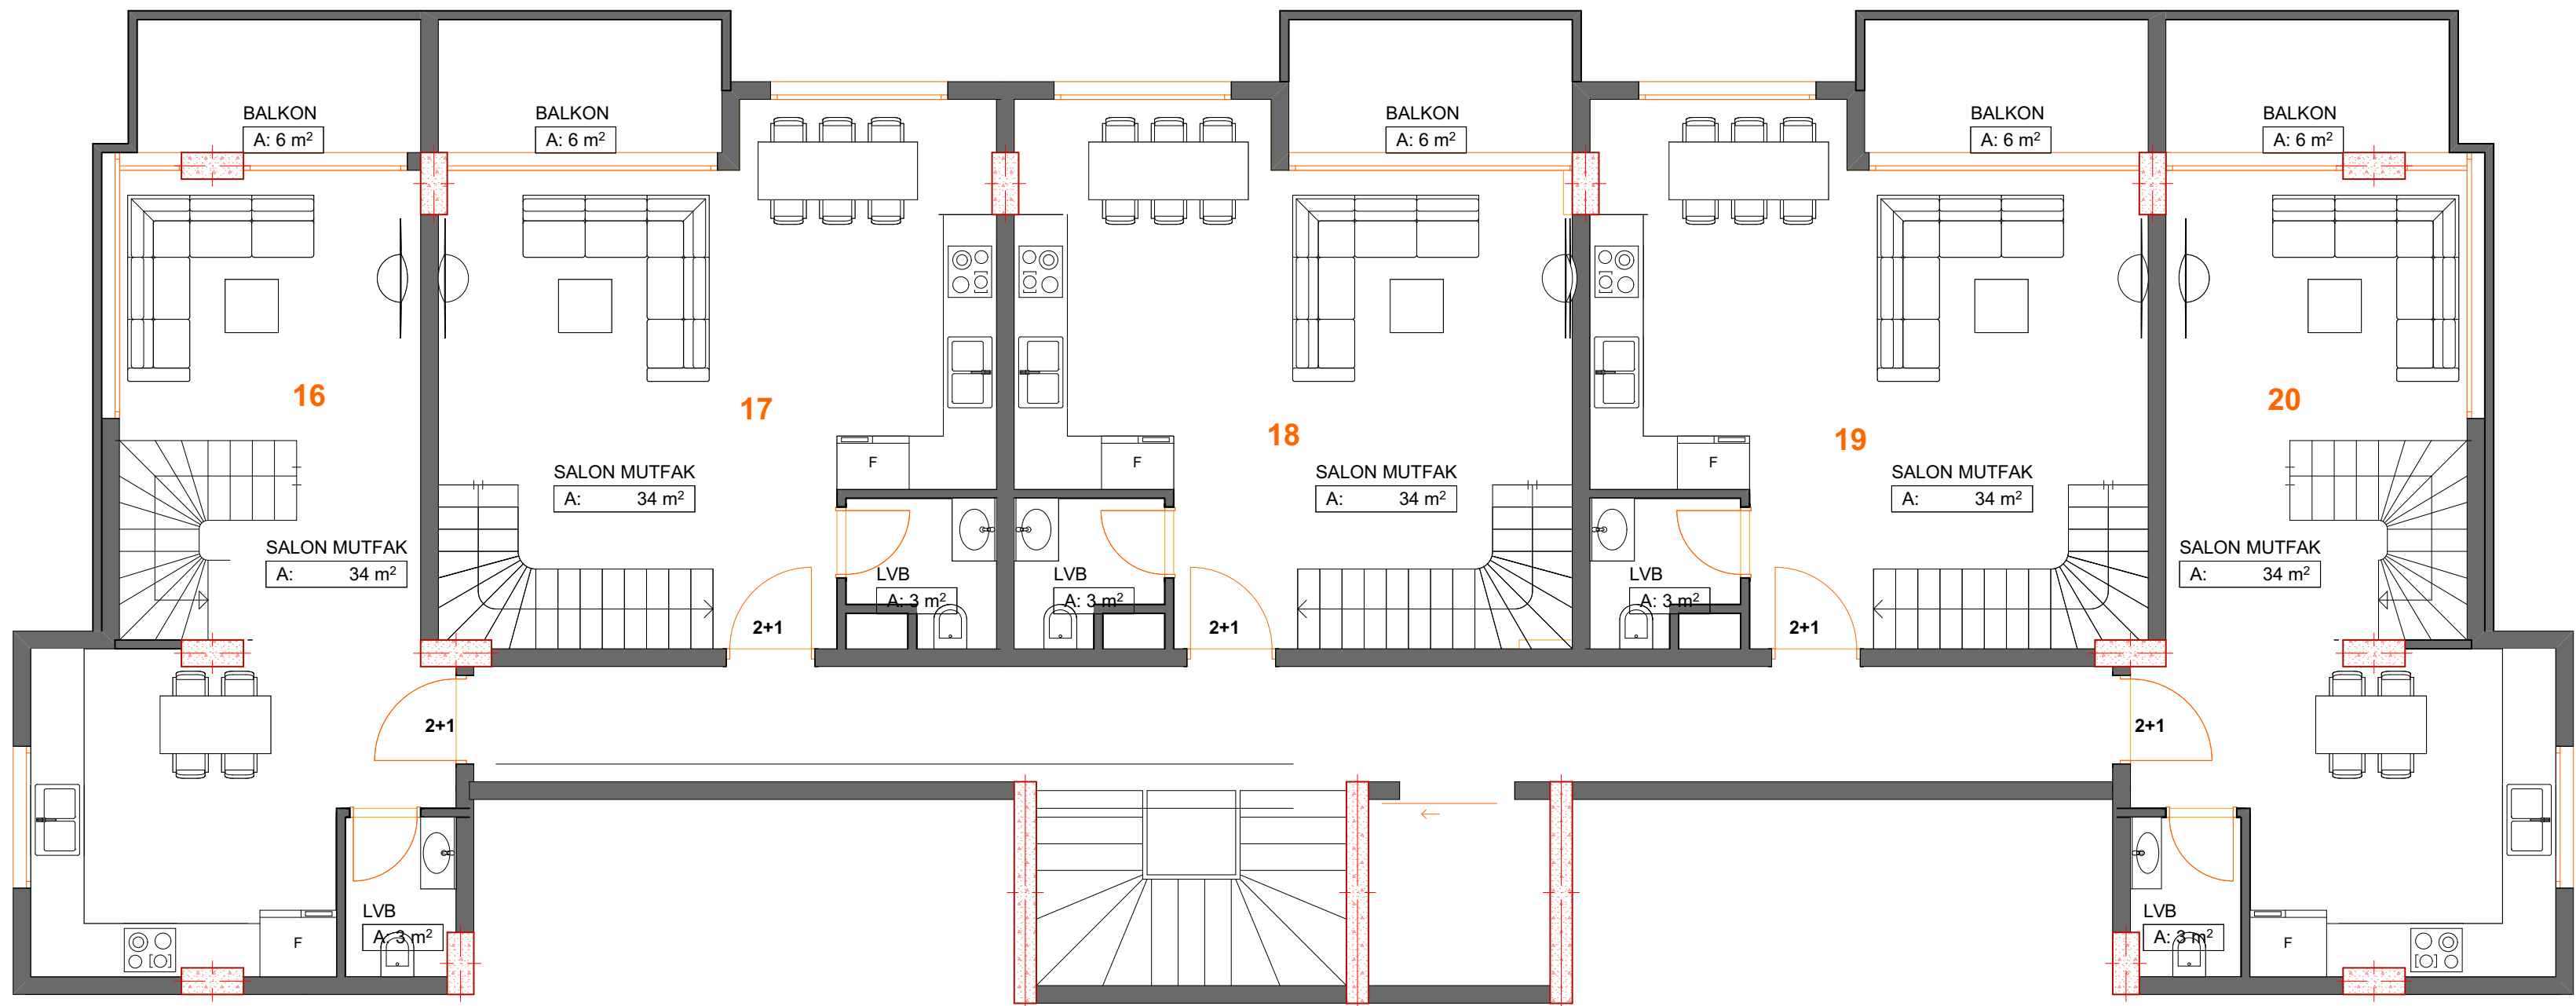 BALKON
A: 6 m²
BALKON
A: 6 m²
BALKON
A: 6 m²
BALKON
A: 6 m²
BALKON
A: 6 m²
16
17
18
19
20
SALON MUTFAK
A: 34 m²
SALON MUTFAK
A: 34 m²
SALON MUTFAK
A: 34 m²
SALON MUTFAK
A: 34 m²
SALON MUTFAK
A: 34 m²
F
F
F
LVB
A: 3 m²
LVB
A: 3 m²
LVB
A: 3 m²
2+1
2+1
2+1
2+1
2+1
LVB
A: 3 m²
LVB
A: 3 m²
F
F